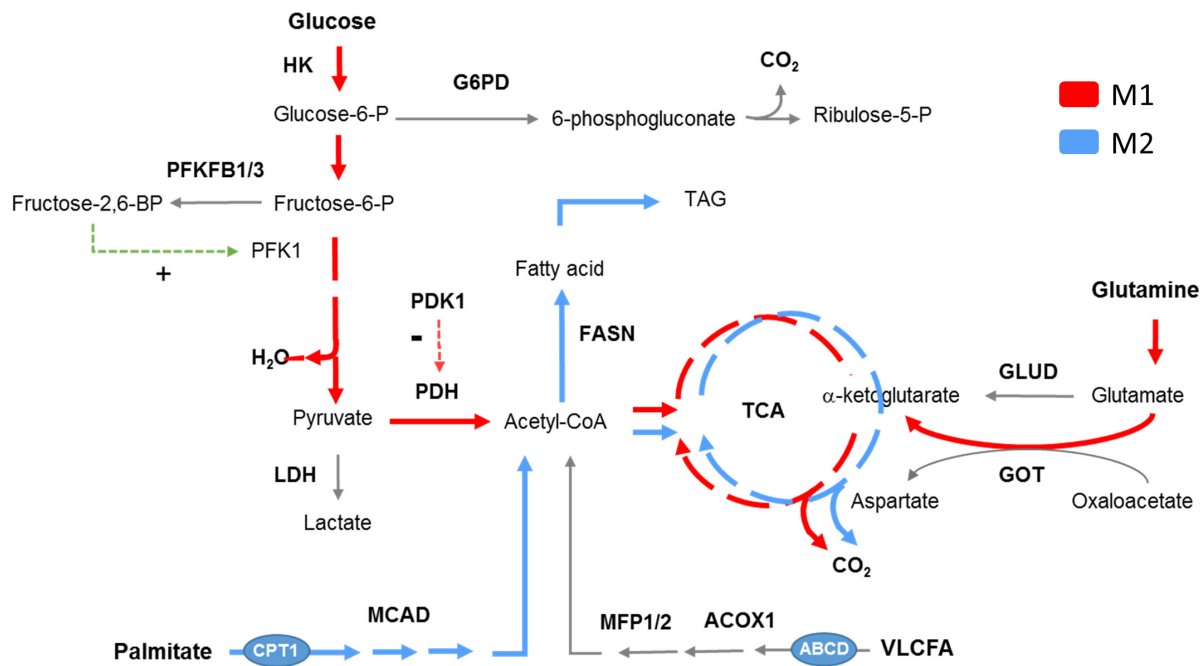 Glucose
HK
G6PD
CO₂
M1
Glucose-6-P
6-phosphogluconate
Ribulose-5-P
M2
PFKFB1/3
Fructose-2,6-BP
Fructose-6-P
TAG
PFK1
+
Fatty acid
PDK1
Glutamine
-
FASN
H₂O
PDH
GLUD
α-ketoglutarate
Glutamate
Pyruvate
Acetyl-CoA
TCA
LDH
GOT
Aspartate
Oxaloacetate
Lactate
CO₂
MCAD
MFP1/2
ACOX1
Palmitate
CPT1
ABCD
VLCFA